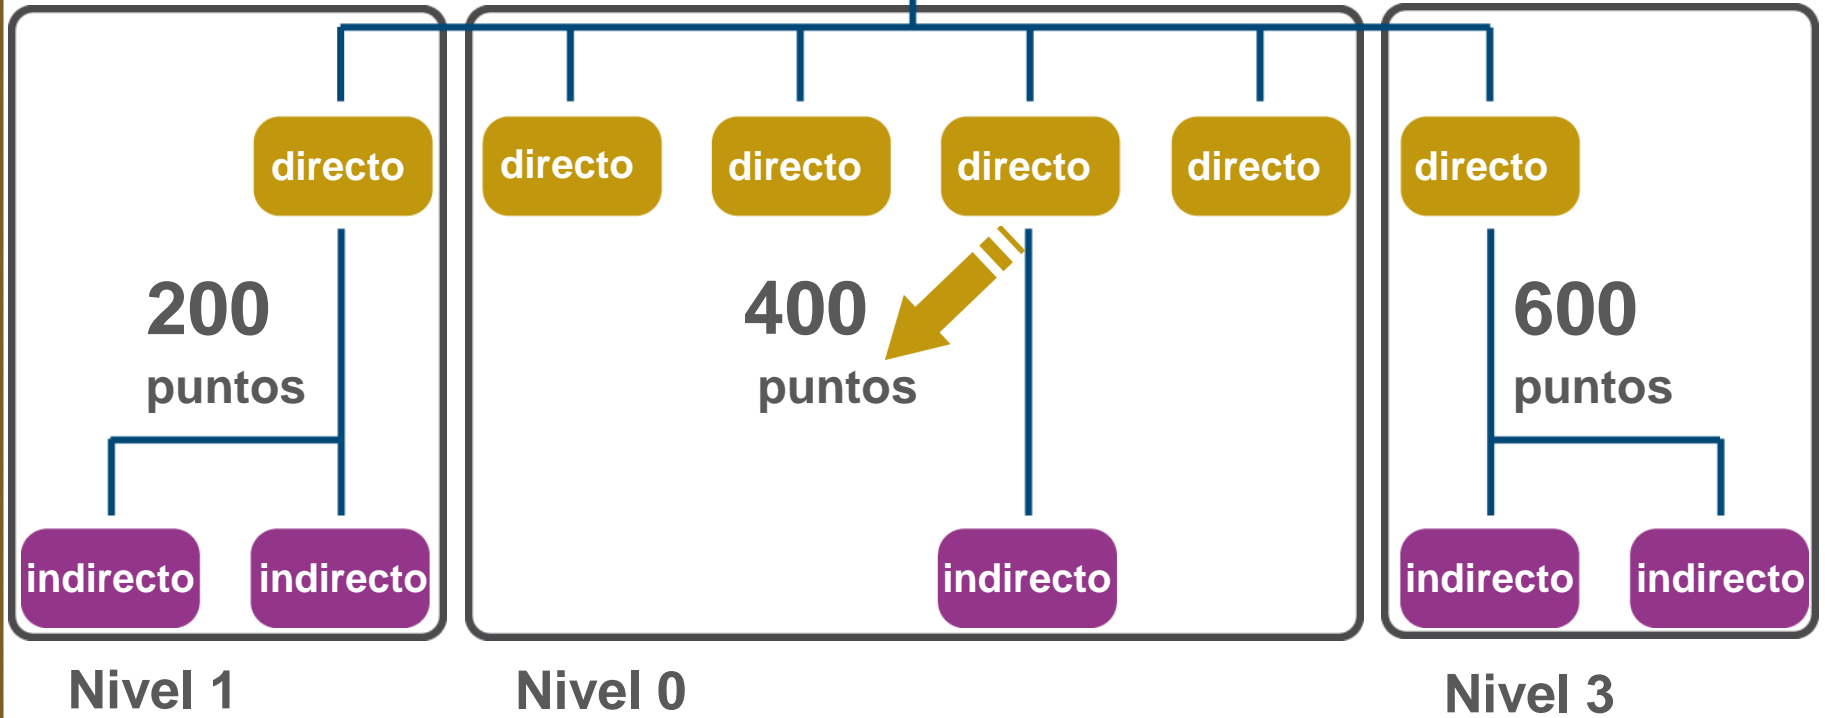 directo
directo
directo
directo
directo
directo
200
puntos
400
puntos
600
puntos
indirecto
indirecto
indirecto
indirecto
indirecto
Nivel 1
Nivel 0
Nivel 3